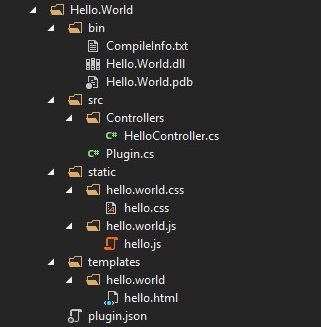 Hello.World
bin
CompileInfo.txt
Hello.World.dll
Hello.World.pdb
src
Controllers
C# HelloController.cs
C# Plugin.cs
static
hello.world.css
hello.css
hello.world.js
hello.js
templates
hello.world
hello.html
plugin.json